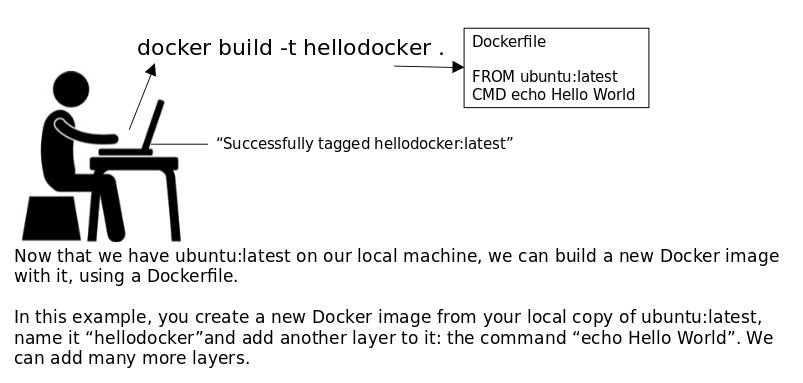 docker build -t hellodocker .
Dockerfile
FROM ubuntu:latest
CMD echo Hello World
“Successfully tagged hellodocker:latest”
Now that we have ubuntu:latest on our local machine, we can build a new Docker image
with it, using a Dockerfile.
In this example, you create a new Docker image from your local copy of ubuntu:latest,
name it “hellodocker”and add another layer to it: the command “echo Hello World”. We
can add many more layers.